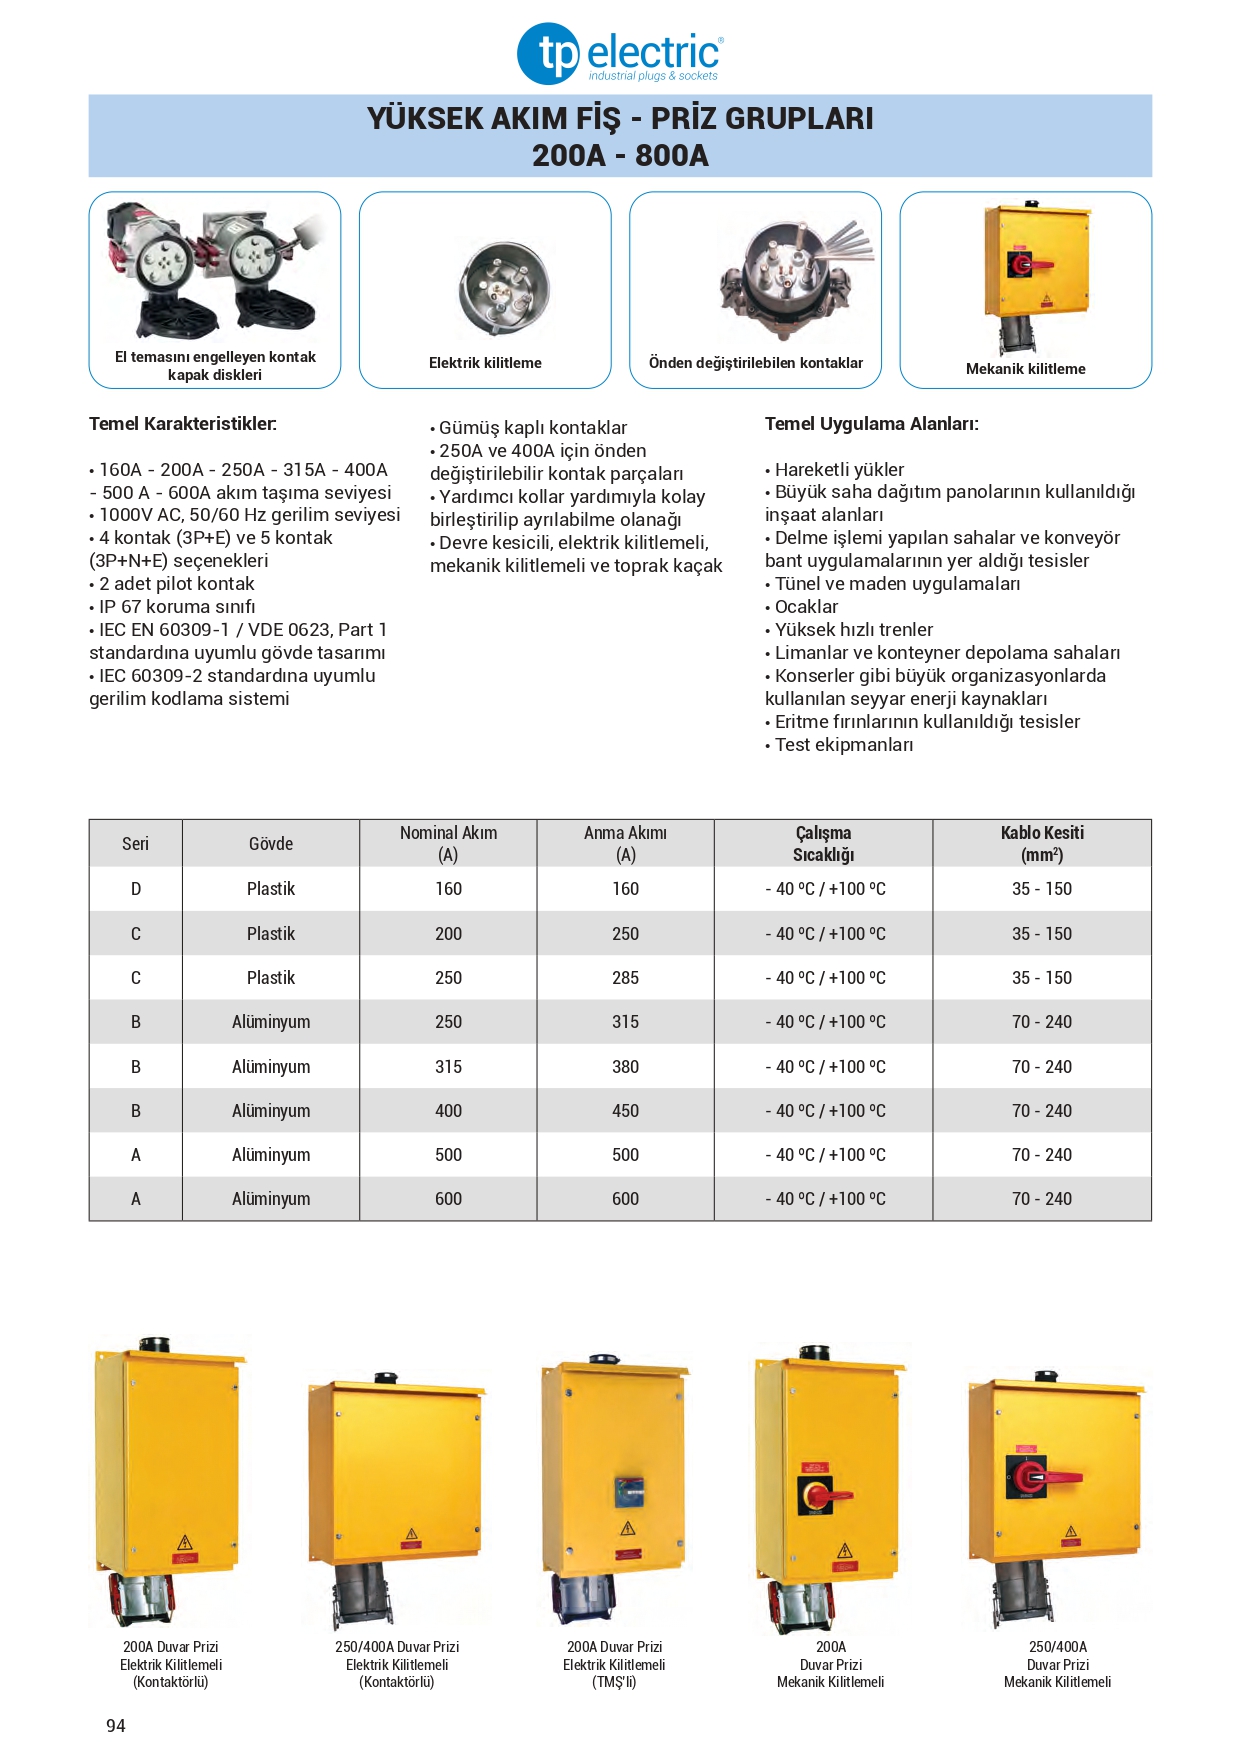 tp electric®
industrial plugs & sockets
YÜKSEK AKIM FİŞ - PRİZ GRUPLARI
200A - 800A
El temasını engelleyen kontak
kapak diskleri
Elektrik kilitleme
Önden değiştirilebilen kontaklar
Mekanik kilitleme
Temel Karakteristikler:
• 160A - 200A - 250A - 315A - 400A
- 500 A - 600A akım taşıma seviyesi
• 1000V AC, 50/60 Hz gerilim seviyesi
• 4 kontak (3P+E) ve 5 kontak
(3P+N+E) seçenekleri
• 2 adet pilot kontak
• IP 67 koruma sınıfı
• IEC EN 60309-1 / VDE 0623, Part 1
standardına uyumlu gövde tasarımı
• IEC 60309-2 standardına uyumlu
gerilim kodlama sistemi
• Gümüş kaplı kontaklar
• 250A ve 400A için önden
değiştirilebilir kontak parçaları
• Yardımcı kollar yardımıyla kolay
birleştirilip ayrılabilme olanağı
• Devre kesicili, elektrik kilitlemeli,
mekanik kilitlemeli ve toprak kaçak
Temel Uygulama Alanları:
• Hareketli yükler
• Büyük saha dağıtım panolarının kullanıldığı
inşaat alanları
• Delme işlemi yapılan sahalar ve konveyör
bant uygulamalarının yer aldığı tesisler
• Tünel ve maden uygulamaları
• Ocaklar
• Yüksek hızlı trenler
• Limanlar ve konteyner depolama sahaları
• Konserler gibi büyük organizasyonlarda
kullanılan seyyar enerji kaynakları
• Eritme fırınlarının kullanıldığı tesisler
• Test ekipmanları
Seri Gövde Nominal Akım (A) Anma Akımı (A) Çalışma Sıcaklığı Kablo Kesiti (mm²)
D Plastik 160 160 - 40 ºC / +100 ºC 35 - 150
C Plastik 200 250 - 40 ºC / +100 ºC 35 - 150
C Plastik 250 285 - 40 ºC / +100 ºC 35 - 150
B Alüminyum 250 315 - 40 ºC / +100 ºC 70 - 240
B Alüminyum 315 380 - 40 ºC / +100 ºC 70 - 240
B Alüminyum 400 450 - 40 ºC / +100 ºC 70 - 240
A Alüminyum 500 500 - 40 ºC / +100 ºC 70 - 240
A Alüminyum 600 600 - 40 ºC / +100 ºC 70 - 240
200A Duvar Prizi
Elektrik Kilitlemeli
(Kontaktörlü)
250/400A Duvar Prizi
Elektrik Kilitlemeli
(Kontaktörlü)
200A Duvar Prizi
Elektrik Kilitlemeli
(TMŞ'li)
200A
Duvar Prizi
Mekanik Kilitlemeli
250/400A
Duvar Prizi
Mekanik Kilitlemeli
94